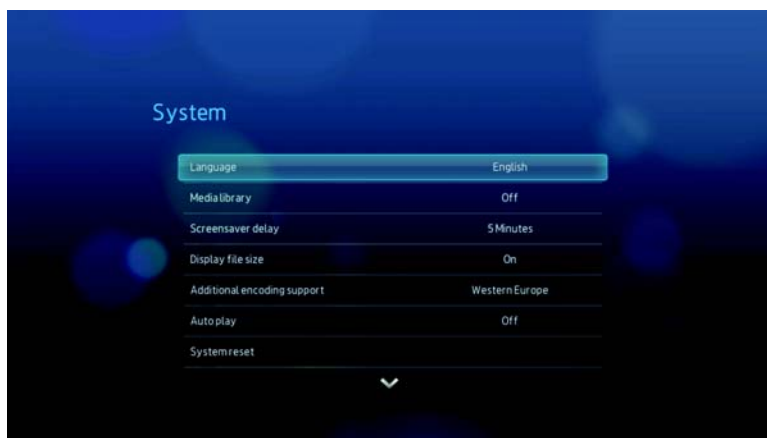 System
Language English
Media library Off
Screensaver delay 5 Minutes
Display file size On
Additional encoding support Western Europe
Auto play Off
System reset